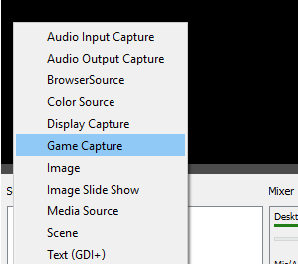 Audio Input Capture
Audio Output Capture
BrowserSource
Color Source
Display Capture
Game Capture
Image
Image Slide Show
Media Source
Scene
Text (GDI+)
S
Mixer
Deskt
Mic/A